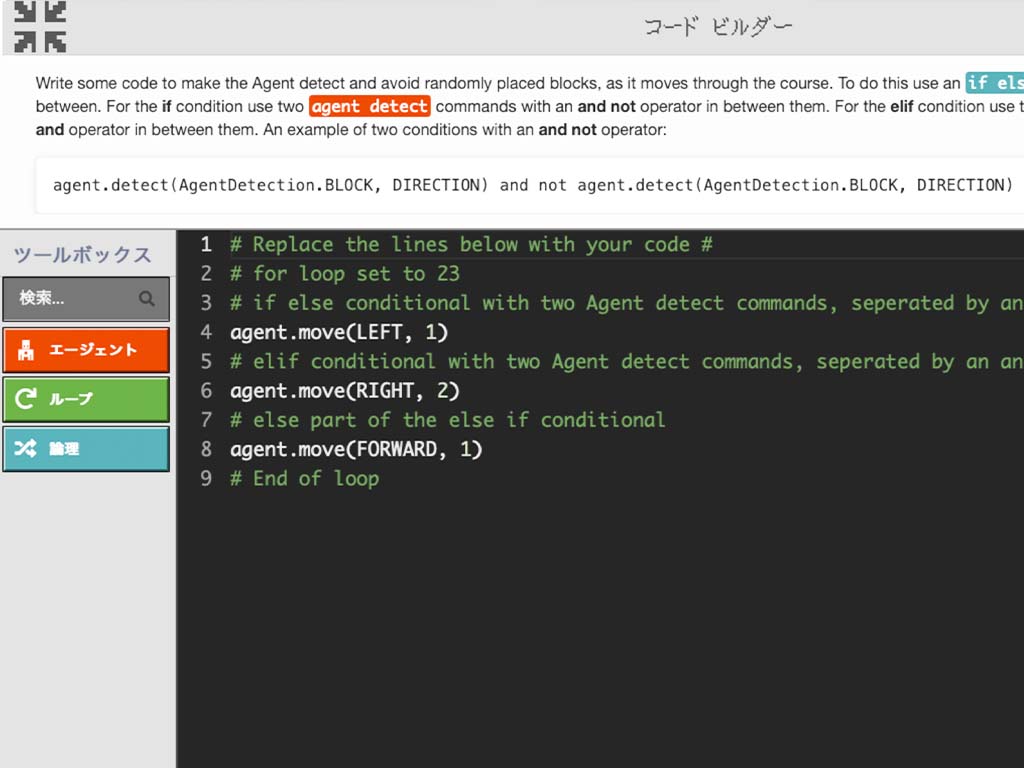 コード ビルダー
Write some code to make the Agent detect and avoid randomly placed blocks, as it moves through the course. To do this use an if els
between. For the if condition use two agent detect commands with an and not operator in between them. For the elif condition use t
and operator in between them. An example of two conditions with an and not operator:
agent.detect(AgentDetection.BLOCK, DIRECTION) and not agent.detect(AgentDetection.BLOCK, DIRECTION)
ツールボックス
検索...
エージェント
ループ
論理
1 # Replace the lines below with your code #
2 # for loop set to 23
3 # if else conditional with two Agent detect commands, seperated by an
4 agent.move(LEFT, 1)
5 # elif conditional with two Agent detect commands, seperated by an an
6 agent.move(RIGHT, 2)
7 # else part of the else if conditional
8 agent.move(FORWARD, 1)
9 # End of loop